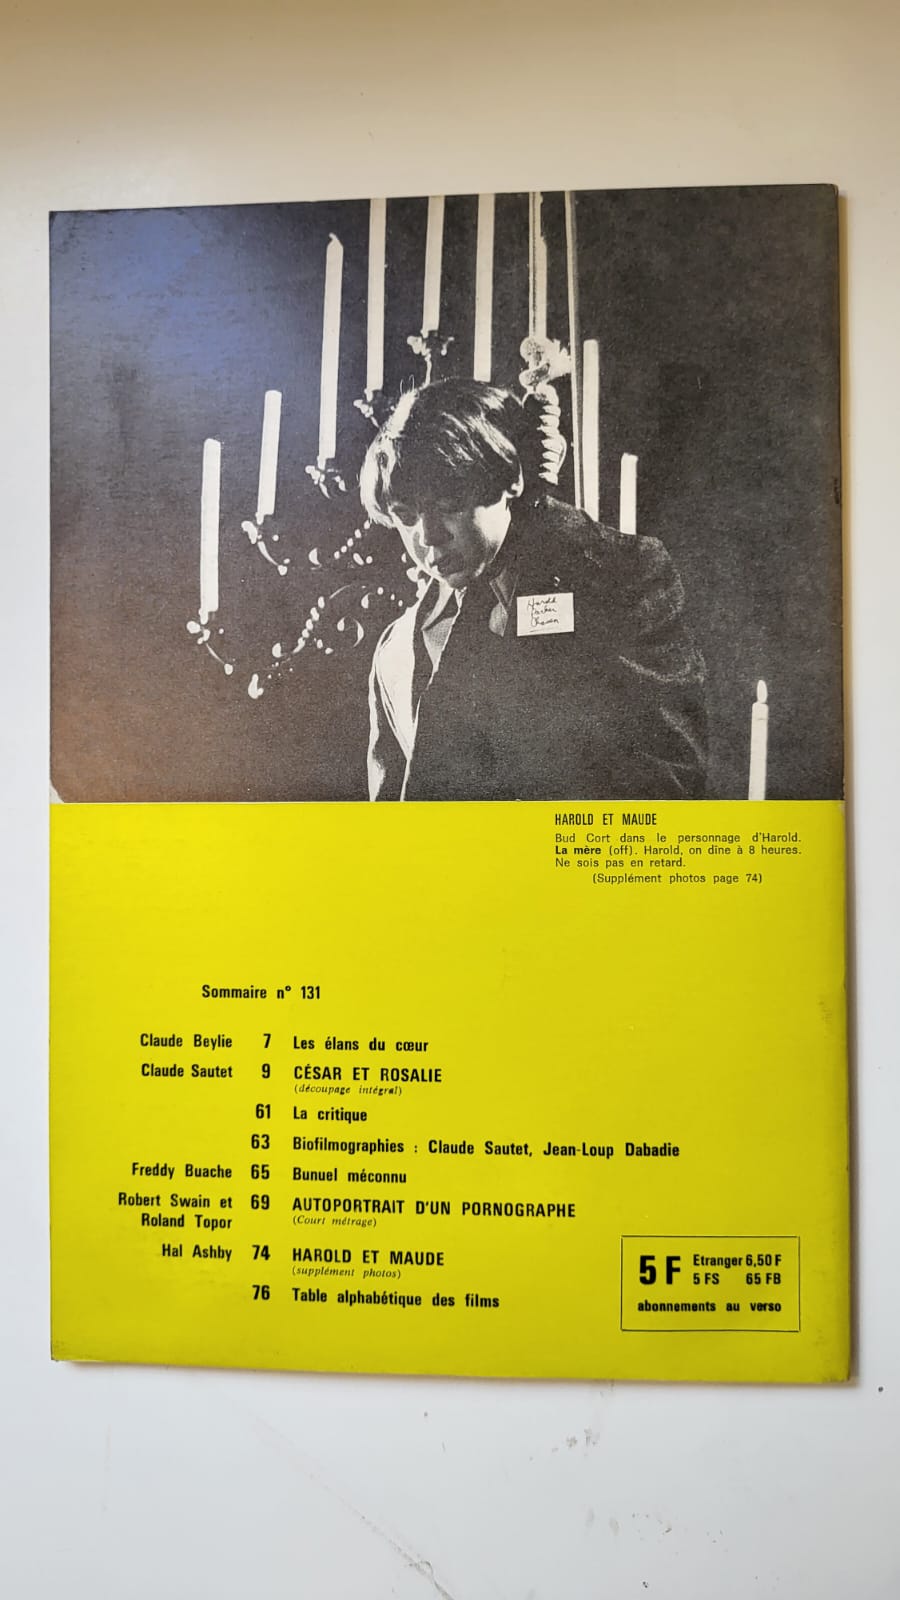 Harold
Parker
Chasen
HAROLD ET MAUDE
Bud Cort dans le personnage d'Harold.
La mère (off). Harold, on dîne à 8 heures.
Ne sois pas en retard.
(Supplément photos page 74)
Sommaire n° 131
Claude Beylie 7 Les élans du cœur
Claude Sautet 9 CÉSAR ET ROSALIE
(découpage intégral)
61 La critique
63 Biofilmographies : Claude Sautet, Jean-Loup Dabadie
Freddy Buache 65 Bunuel méconnu
Robert Swain et 69 AUTOPORTRAIT D'UN PORNOGRAPHE
Roland Topor (Court métrage)
Hal Ashby 74 HAROLD ET MAUDE
(supplément photos)
76 Table alphabétique des films
5 F Etranger 6,50 F
5 FS 65 FB
abonnements au verso